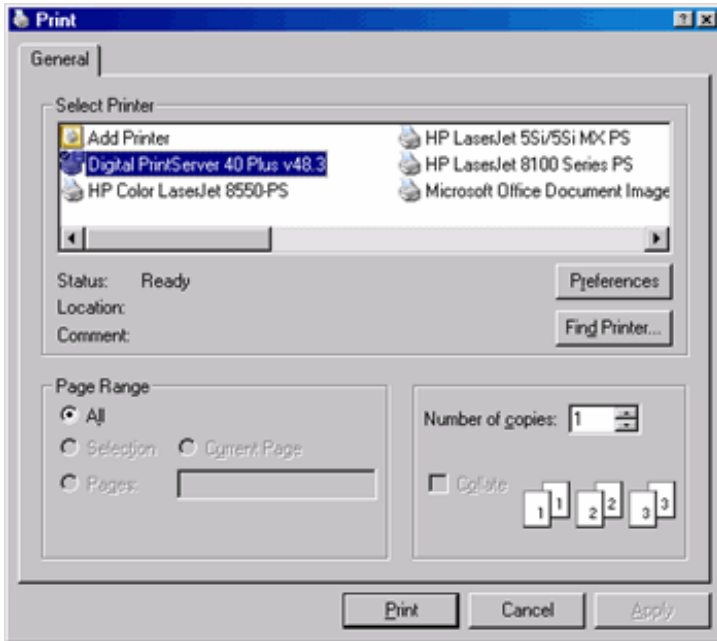 Print
General
Select Printer
Add Printer
Digital PrintServer 40 Plus v48.3
HP Color LaserJet 8550-PS
HP LaserJet 5Si/5Si MX PS
HP LaserJet 8100 Series PS
Microsoft Office Document Image
Status: Ready
Location:
Comment:
Preferences
Find Printer...
Page Range
All
Selection Current Page
Pages:
Number of copies: 1
Collate
1 1 2 2 3 3
Print Cancel Apply